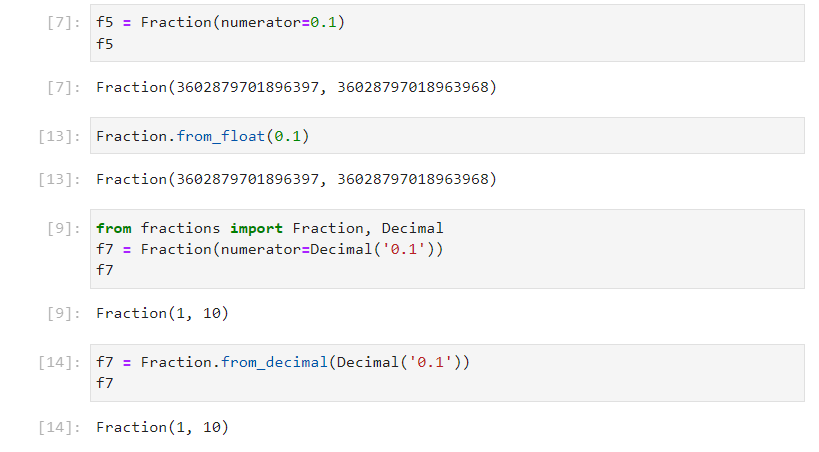 [7]: f5 = Fraction(numerator=0.1)
f5
[7]: Fraction(3602879701896397, 36028797018963968)
[13]: Fraction.from_float(0.1)
[13]: Fraction(3602879701896397, 36028797018963968)
[9]: from fractions import Fraction, Decimal
f7 = Fraction(numerator=Decimal('0.1'))
f7
[9]: Fraction(1, 10)
[14]: f7 = Fraction.from_decimal(Decimal('0.1'))
f7
[14]: Fraction(1, 10)